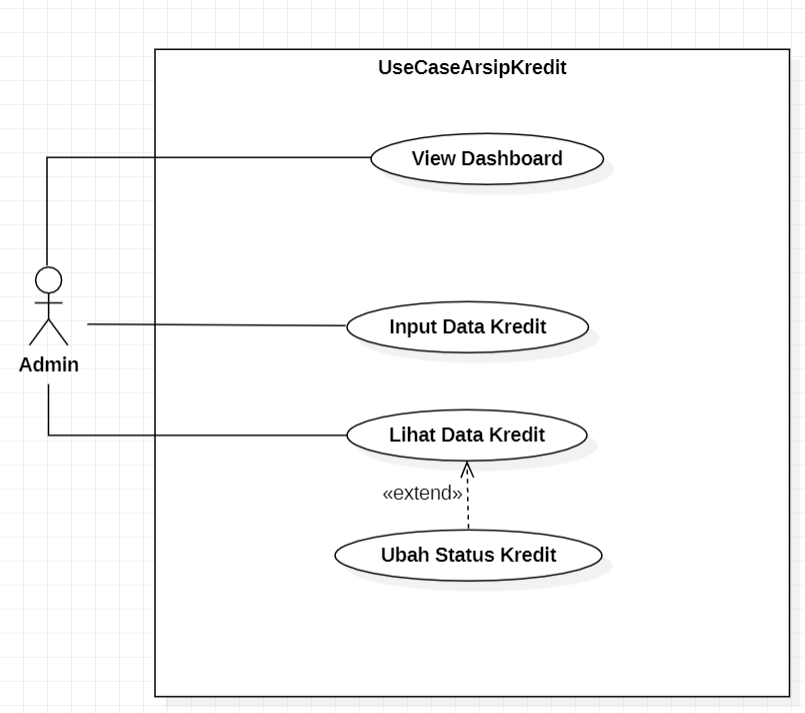 UseCaseArsipKredit
View Dashboard
Input Data Kredit
Admin
Lihat Data Kredit
«extend»
Ubah Status Kredit